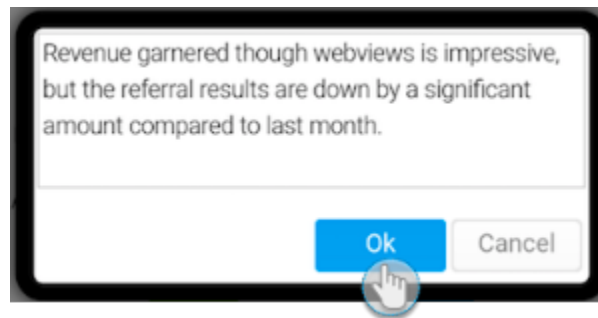 Revenue garnered though webviews is impressive,
but the referral results are down by a significant
amount compared to last month.
Ok
Cancel